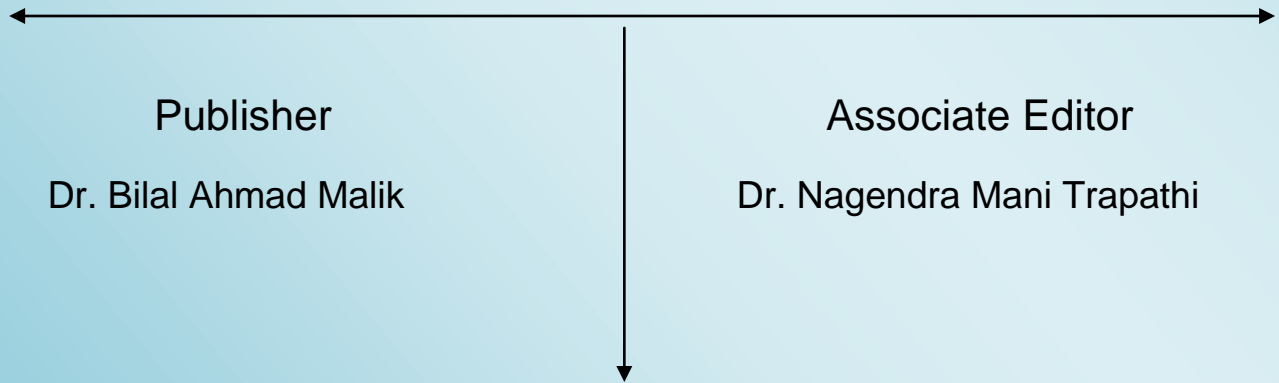 Publisher
Dr. Bilal Ahmad Malik
Associate Editor
Dr. Nagendra Mani Trapathi